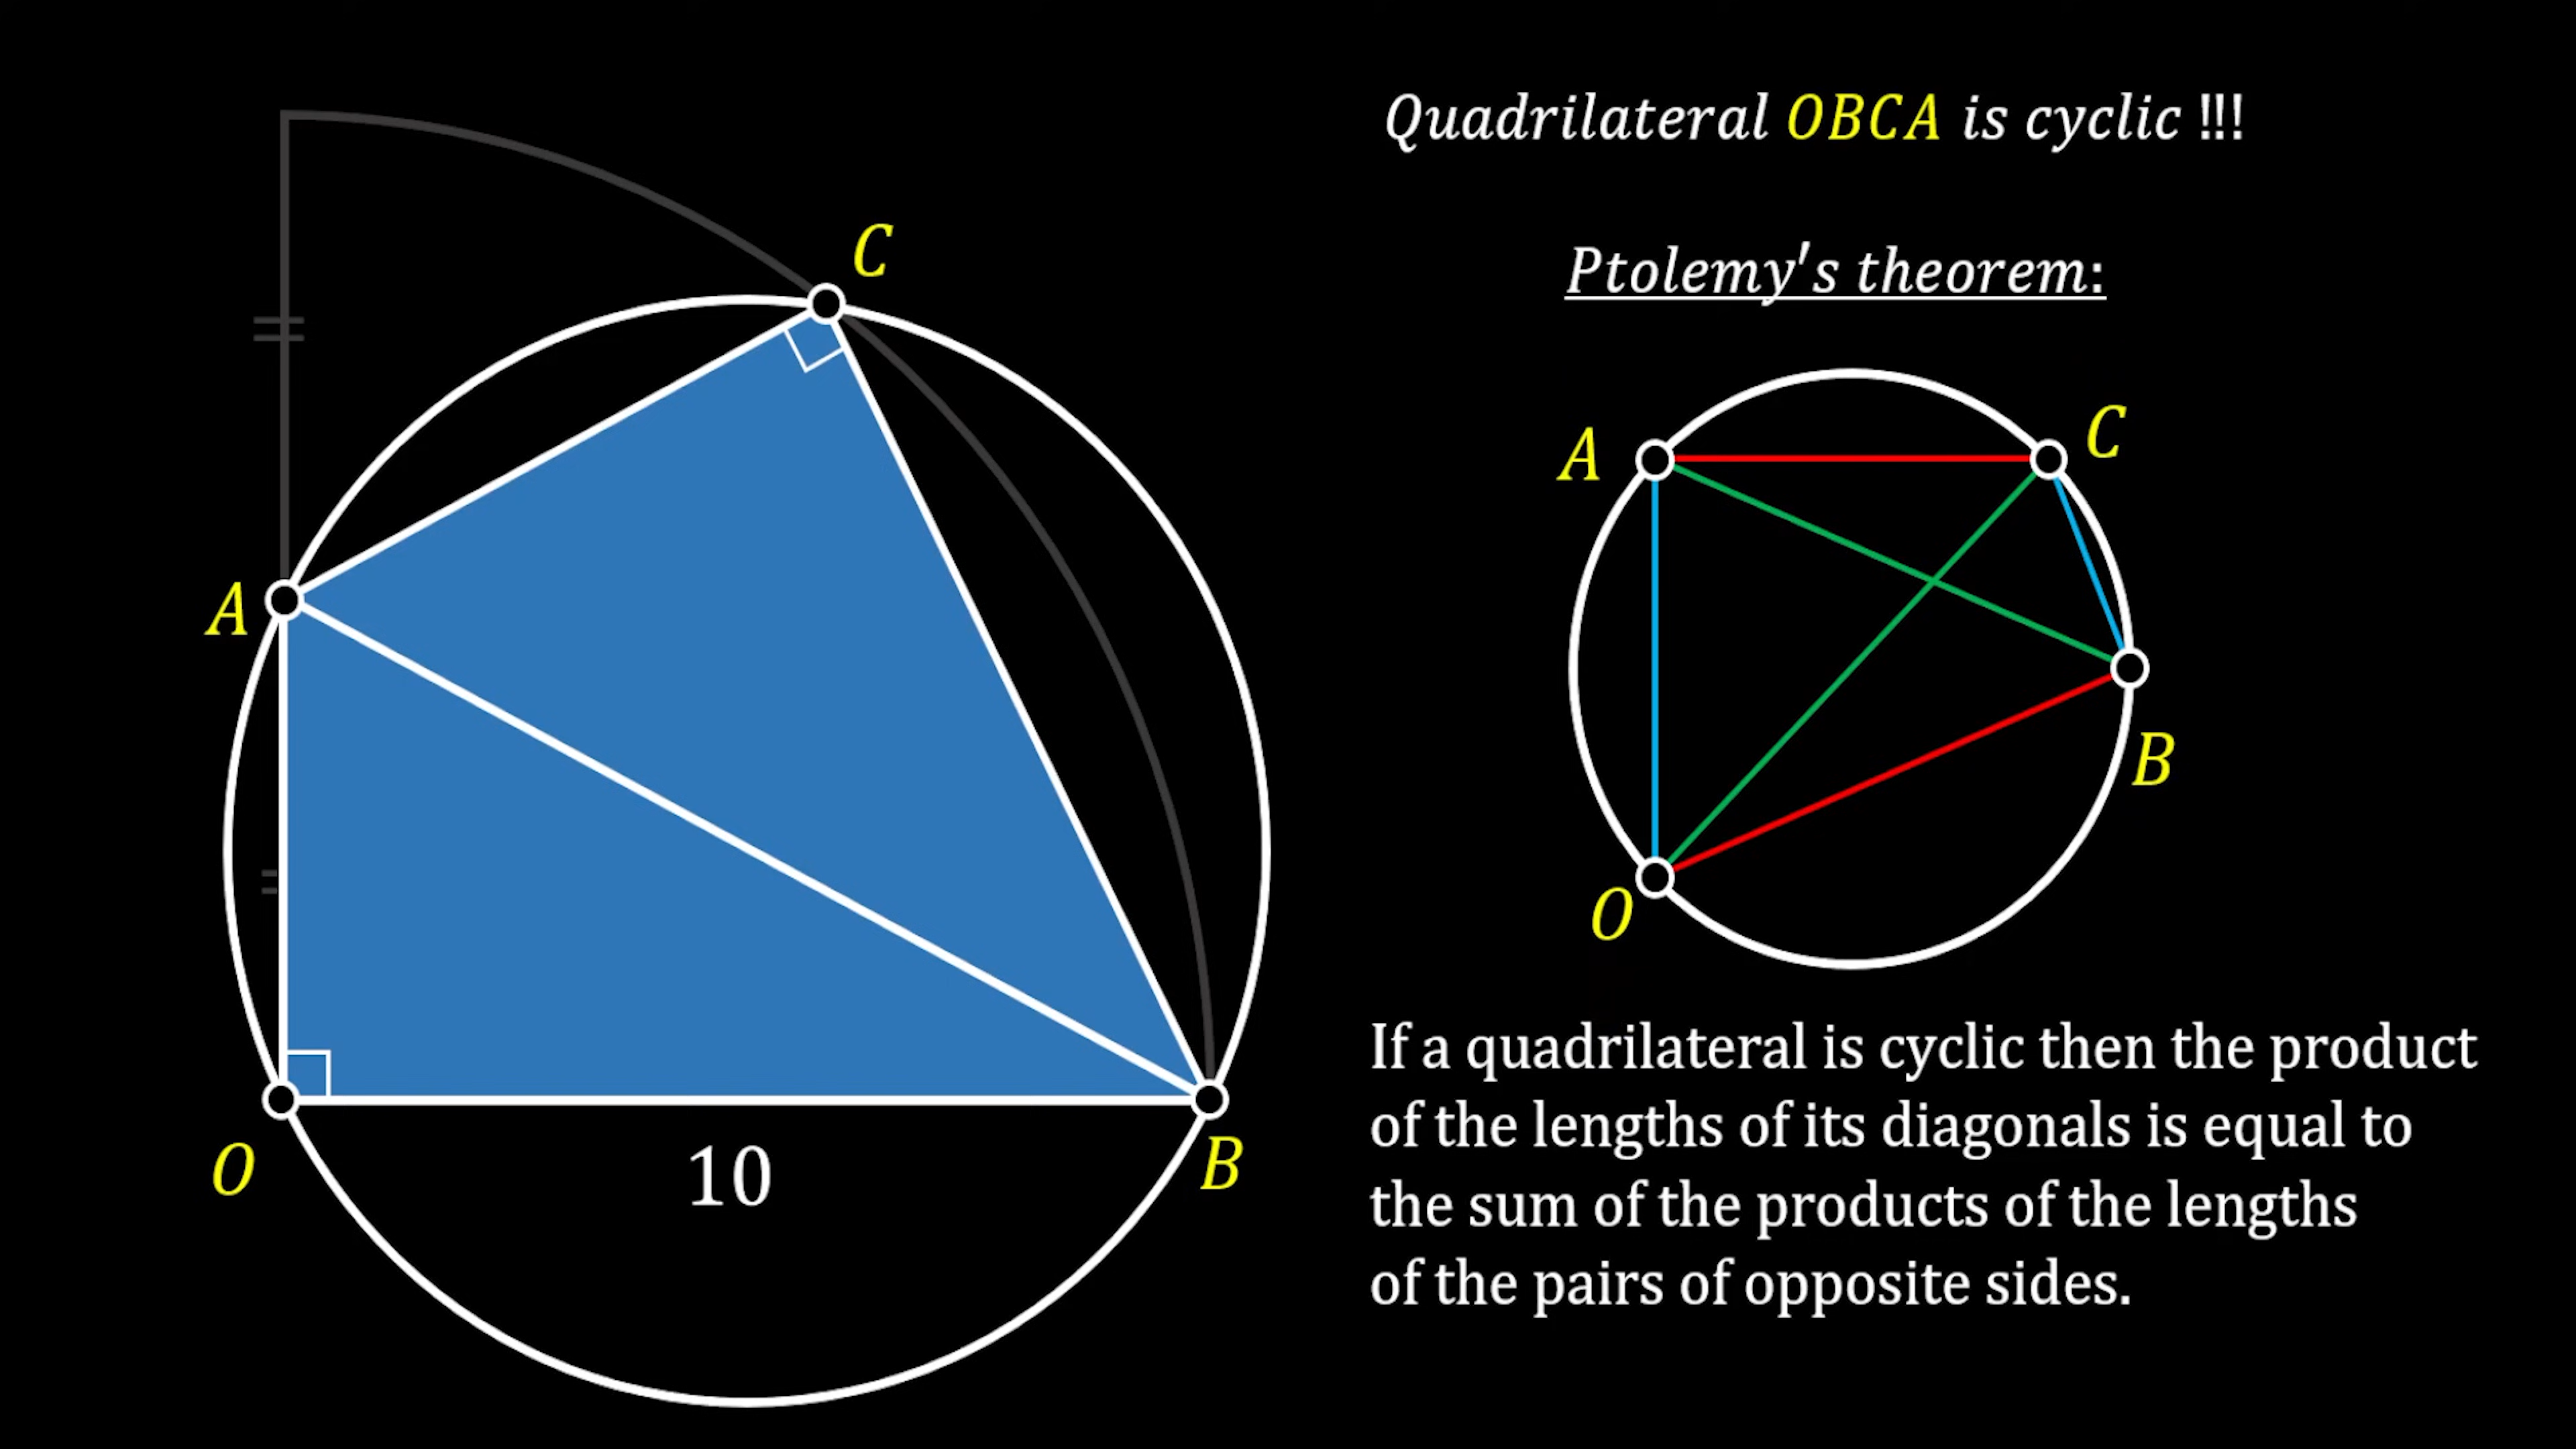 Quadrilateral OBCA is cyclic !!!
Ptolemy's theorem:
C
A
O
10
B
A
C
B
O
If a quadrilateral is cyclic then the product
of the lengths of its diagonals is equal to
the sum of the products of the lengths
of the pairs of opposite sides.